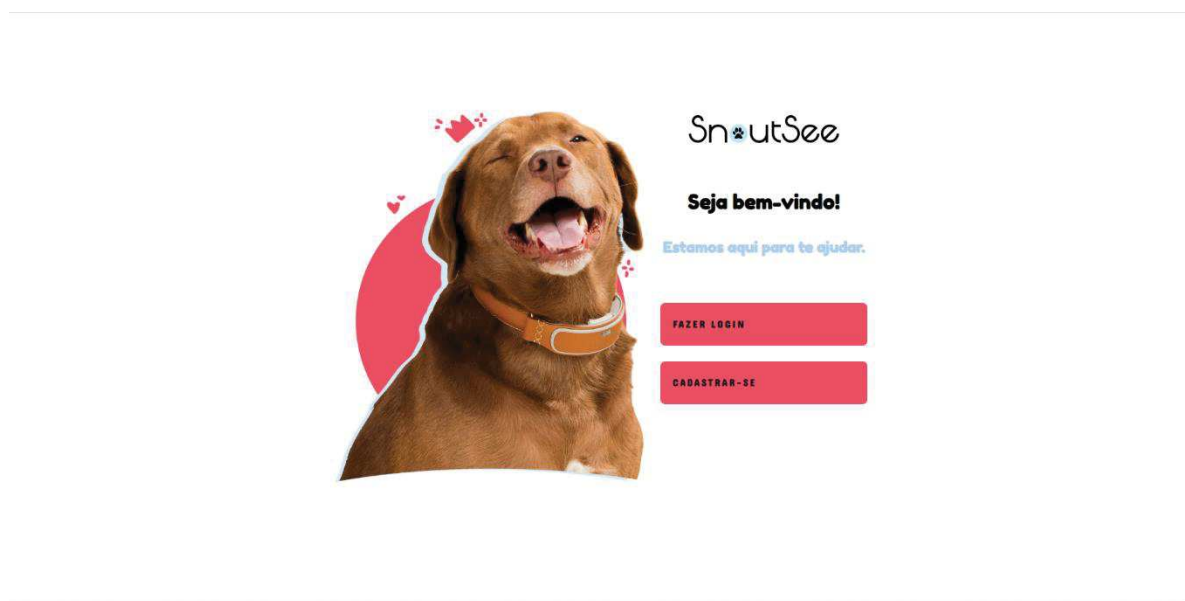 SnoutSee
Seja bem-vindo!
Estamos aqui para te ajudar.
FAZER LOGIN
CADASTRAR-SE